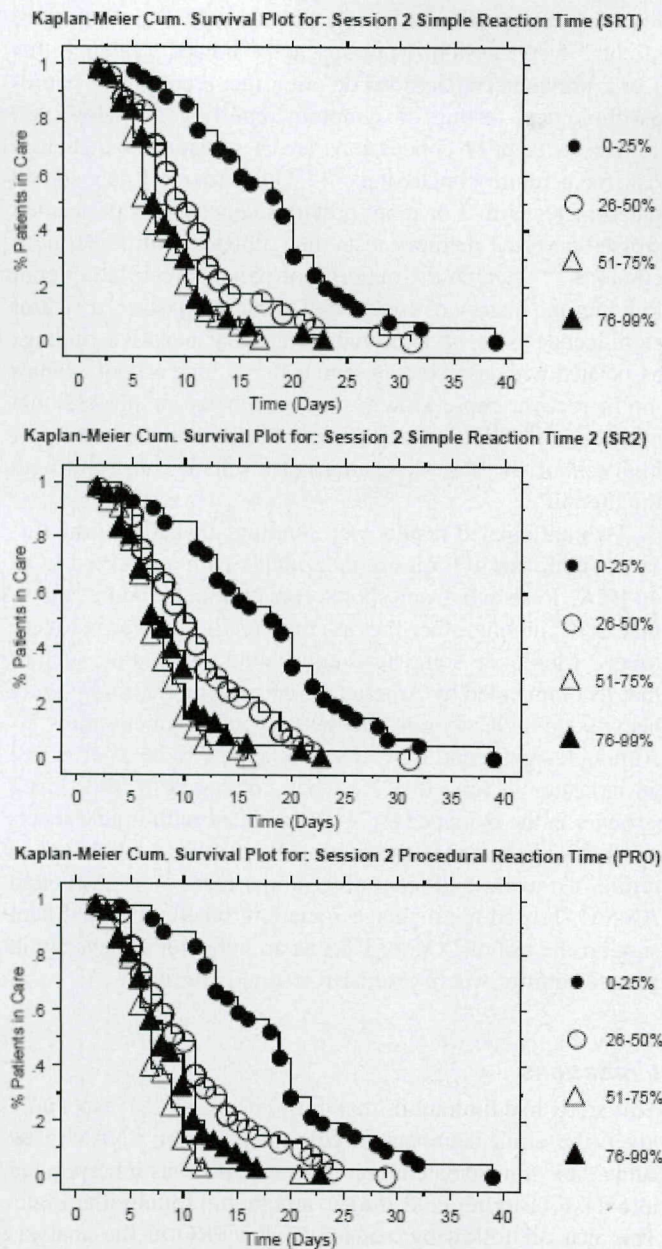 Kaplan-Meier Cum. Survival Plot for: Session 2 Simple Reaction Time (SRT)
% Patients in Care
1
.8
.6
.4
.2
0
0 5 10 15 20 25 30 35 40
Time (Days)
0-25%
26-50%
51-75%
76-99%
Kaplan-Meier Cum. Survival Plot for: Session 2 Simple Reaction Time 2 (SR2)
% Patients in Care
1
.8
.6
.4
.2
0
0 5 10 15 20 25 30 35 40
Time (Days)
0-25%
26-50%
51-75%
76-99%
Kaplan-Meier Cum. Survival Plot for: Session 2 Procedural Reaction Time (PRO)
% Patients in Care
1
.8
.6
.4
.2
0
0 5 10 15 20 25 30 35 40
Time (Days)
0-25%
26-50%
51-75%
76-99%